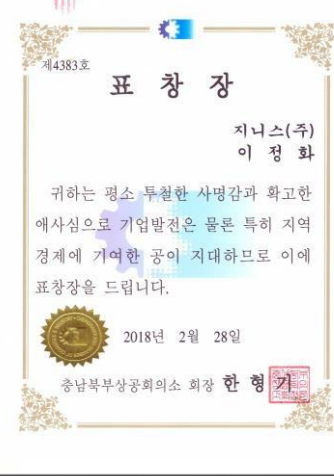 제4383호
표 창 장
지니스(주)
이 정 화
귀하는 평소 투철한 사명감과 확고한
애사심으로 기업발전은 물론 특히 지역
경제에 기여한 공이 지대하므로 이에
표창장을 드립니다.
2018년 2월 28일
충남북부상공회의소 회장 한 형 기